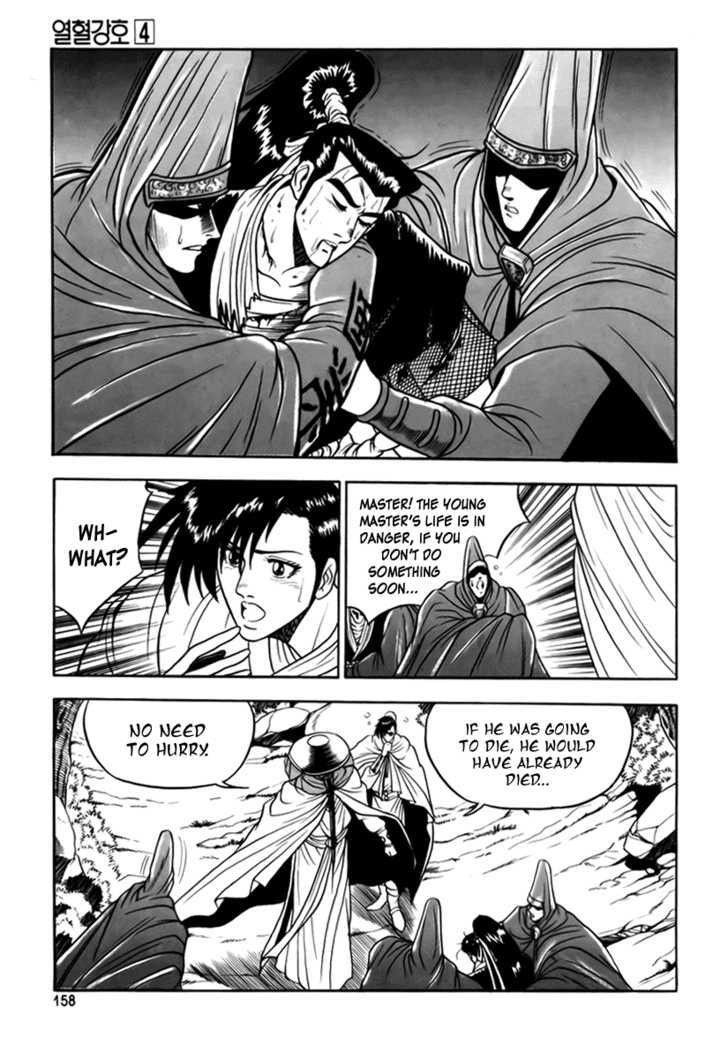 열혈강호 4
WH-
WHAT?
MASTER! THE YOUNG
MASTER'S LIFE IS IN
DANGER, IF YOU
DON'T DO
SOMETHING
SOON...
NO NEED
TO HURRY.
IF HE WAS GOING
TO DIE, HE WOULD
HAVE ALREADY
DIED...
158